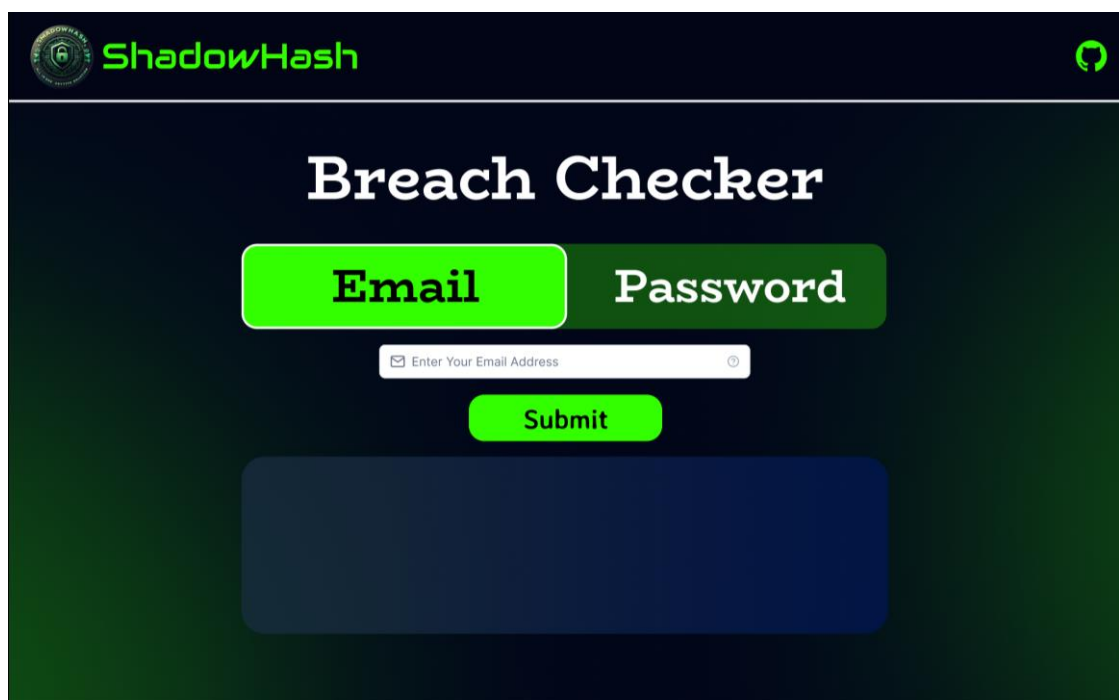 ShadowHash
Breach Checker
Email Password
Enter Your Email Address
Submit